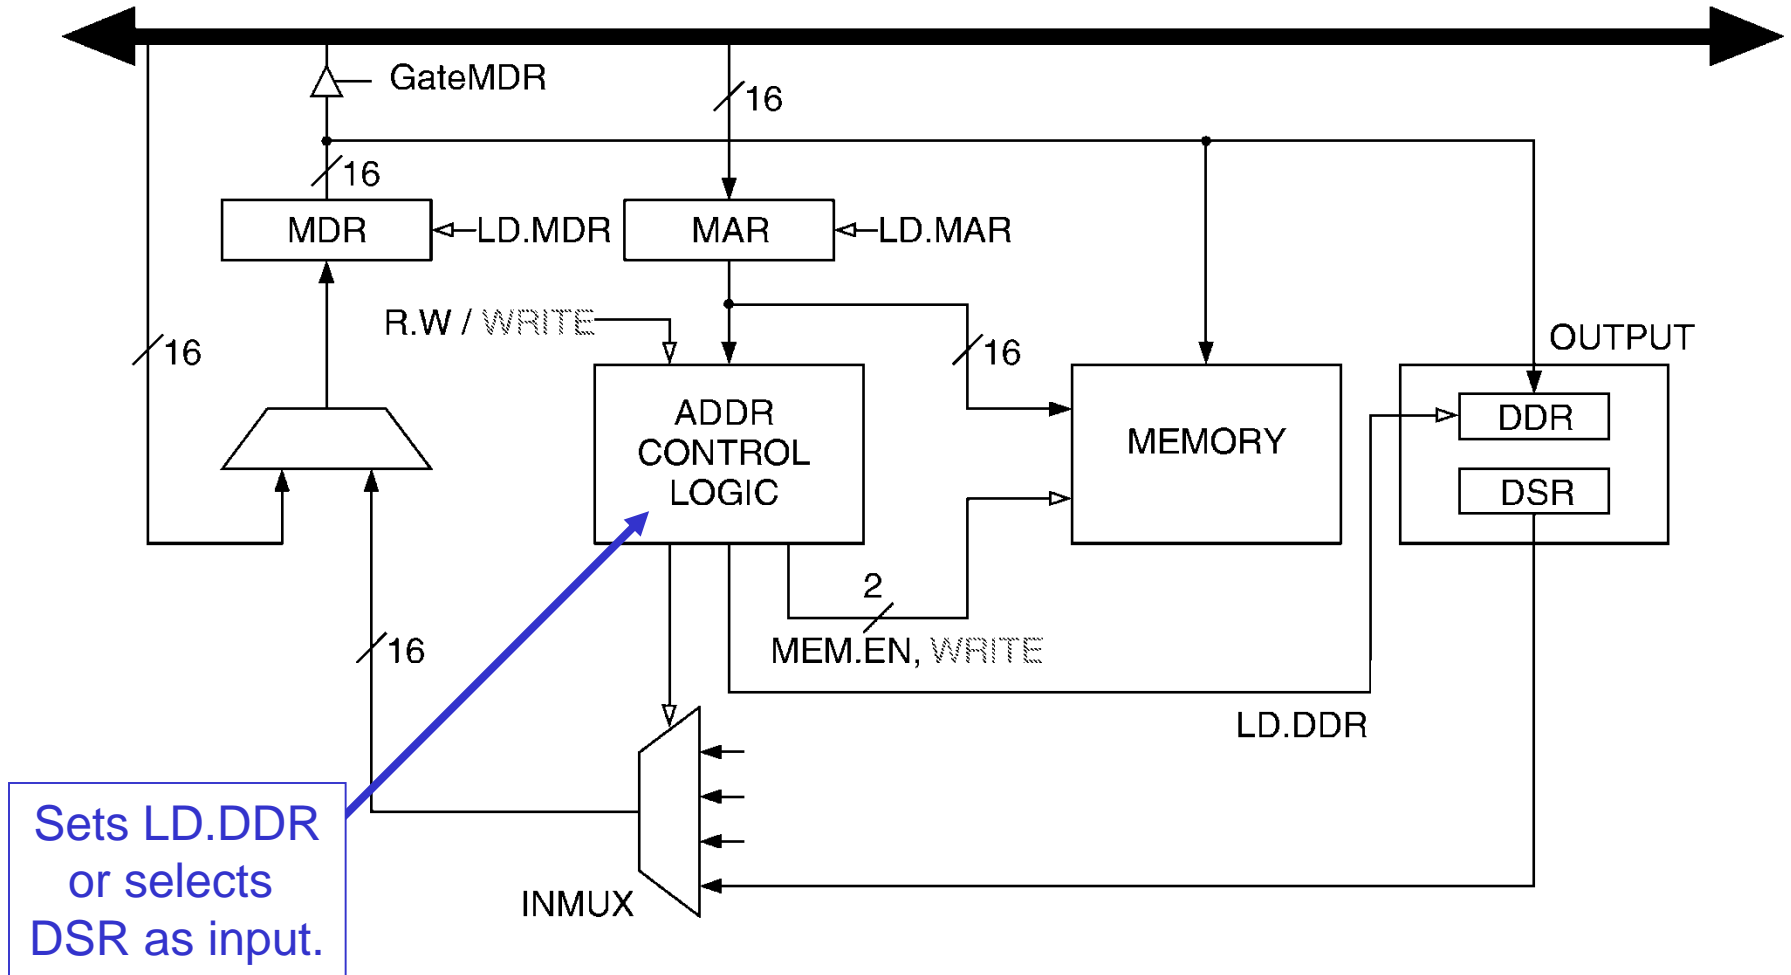 GateMDR
16
16
MDR
LD.MDR
MAR
LD.MAR
R.W / WRITE
16
16
OUTPUT
ADDR
CONTROL
LOGIC
MEMORY
DDR
DSR
2
16
MEM.EN, WRITE
LD.DDR
INMUX
Sets LD.DDR
or selects
DSR as input.